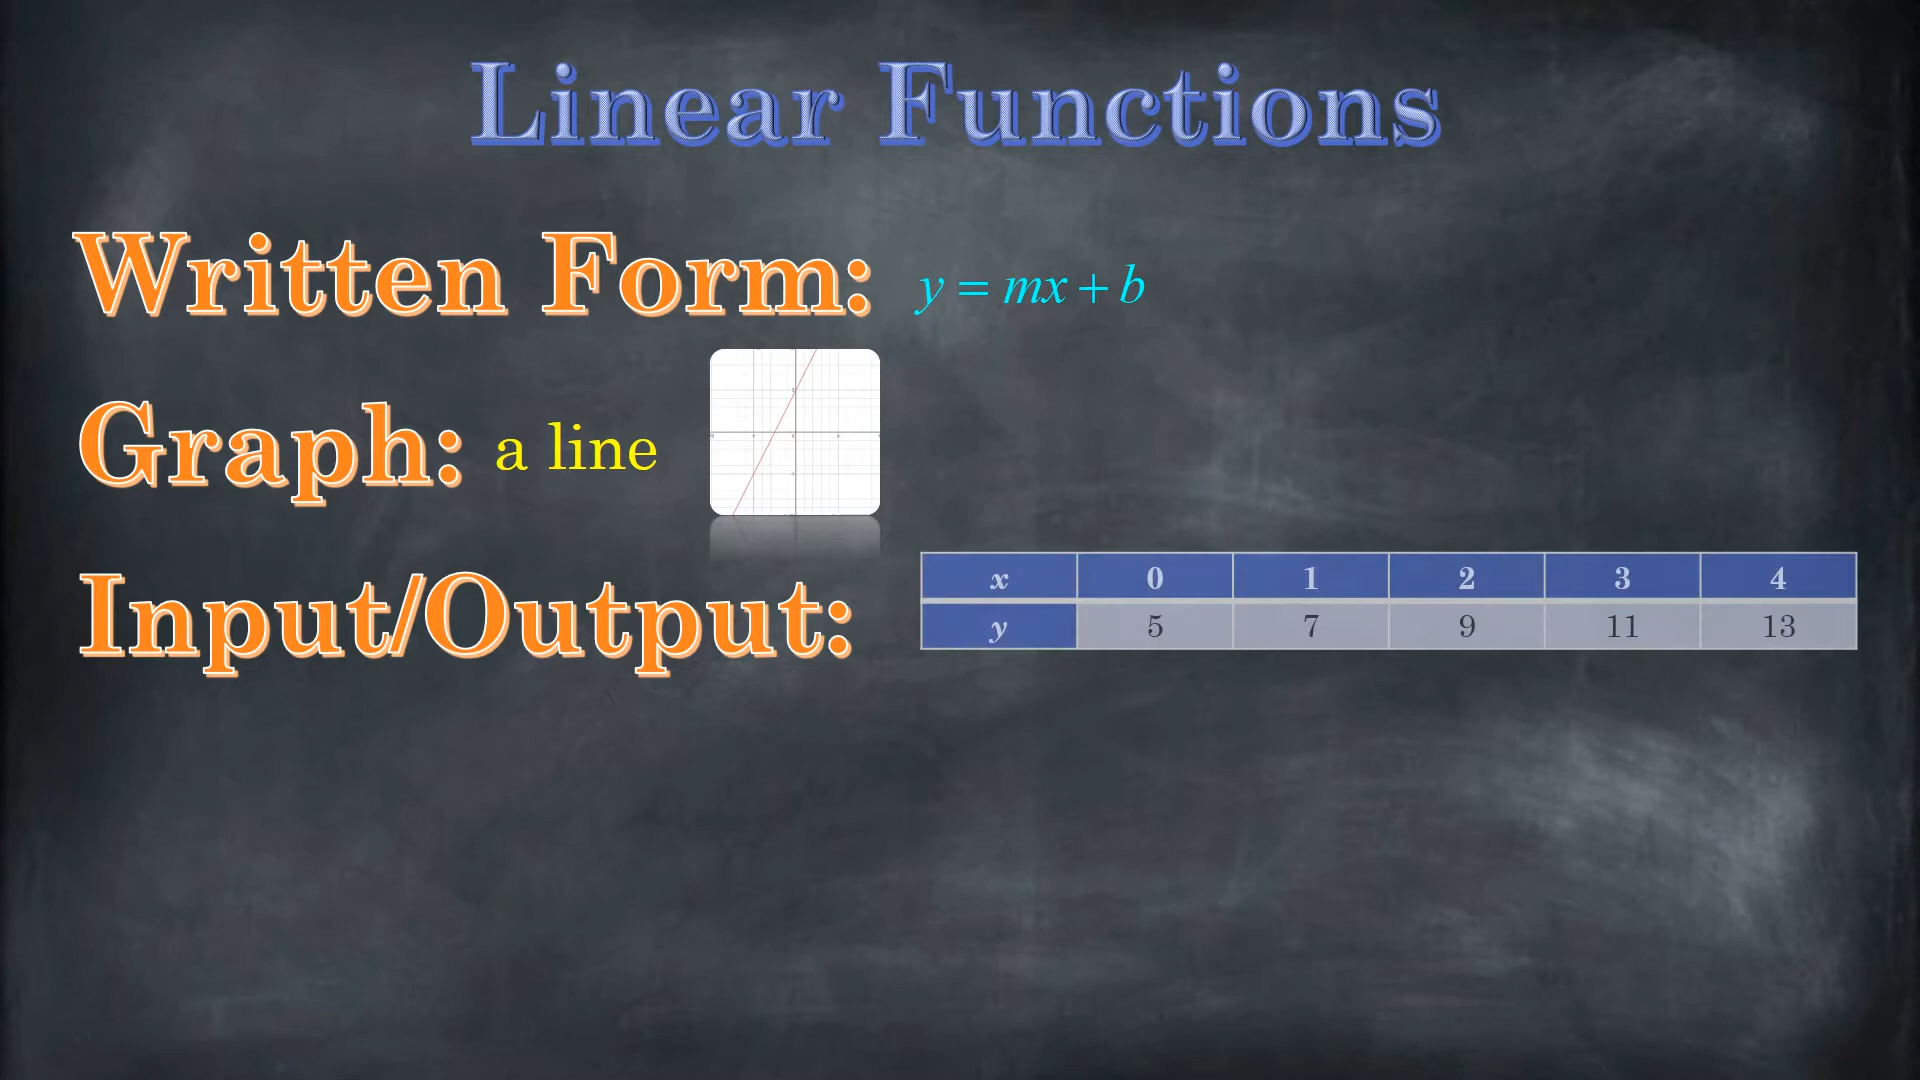 Linear Functions
Written Form: y = mx + b
Graph: a line
Input/Output:
x 0 1 2 3 4
y 5 7 9 11 13